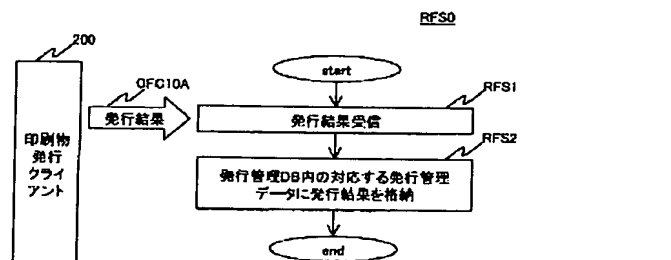 RFS0
200
OFC10A
start
発行結果
RFS1
発行結果受信
印刷物
発行
クライ
アント
RFS2
発行管理DB内の対応する発行管理
データに発行結果を格納
end